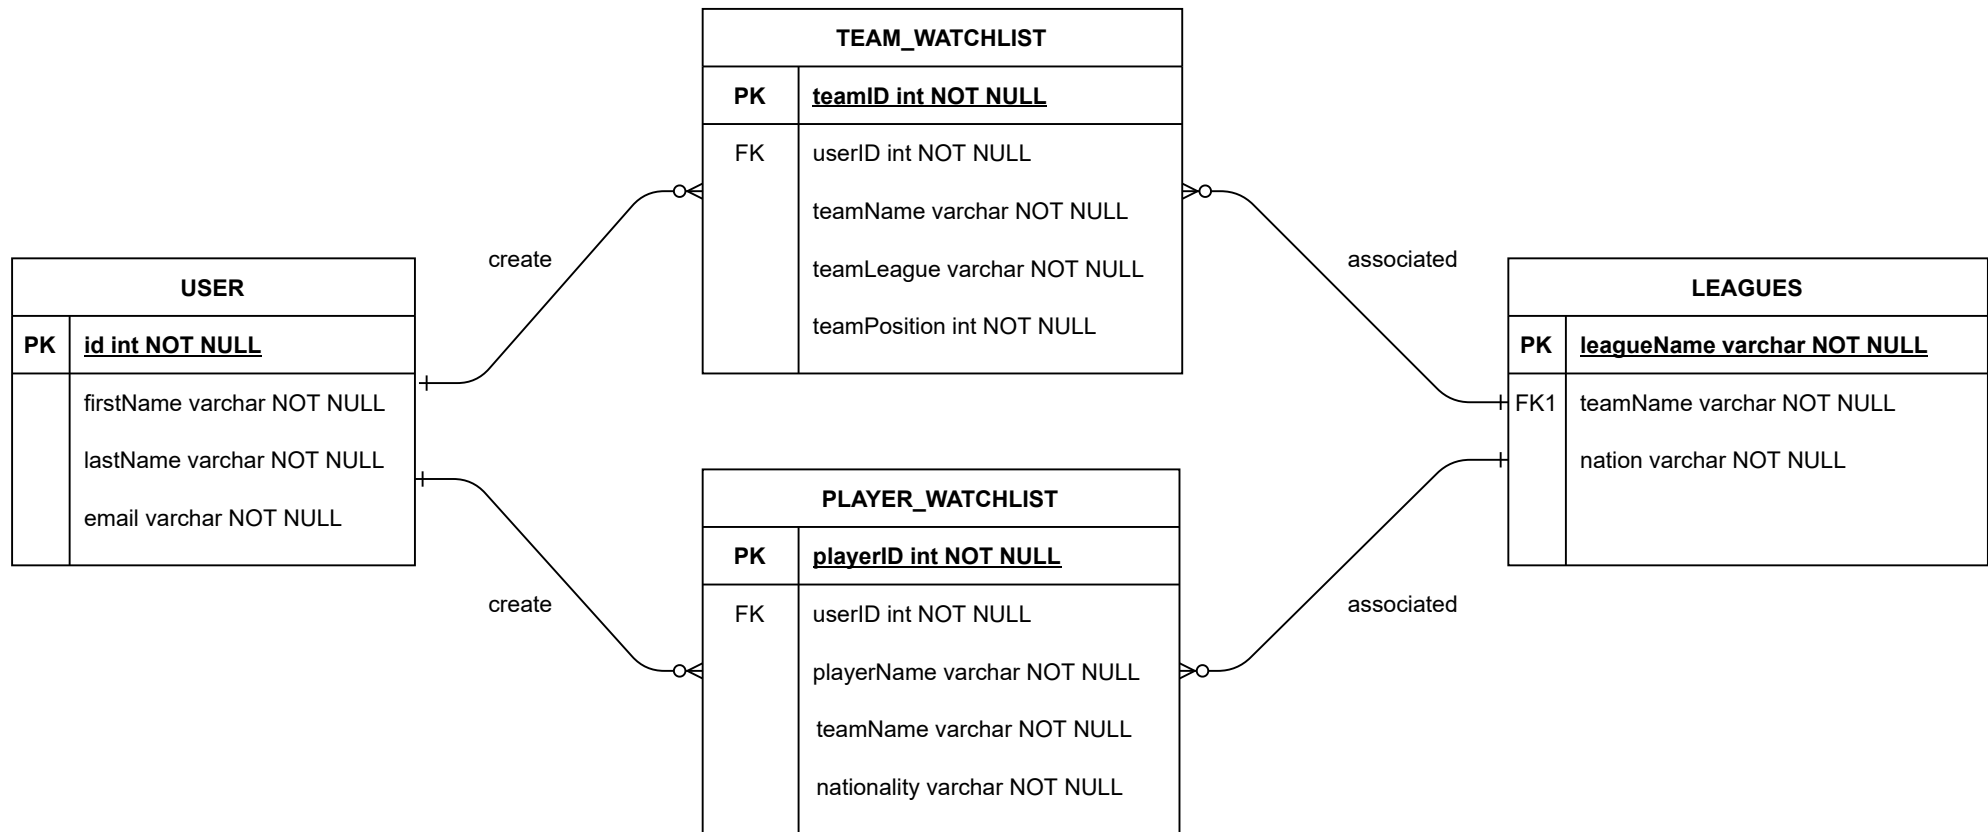 TEAM_WATCHLIST
PK teamID int NOT NULL
FK userID int NOT NULL
teamName varchar NOT NULL
teamLeague varchar NOT NULL
teamPosition int NOT NULL
create
associated
USER
PK id int NOT NULL
firstName varchar NOT NULL
lastName varchar NOT NULL
email varchar NOT NULL
LEAGUES
PK leagueName varchar NOT NULL
FK1 teamName varchar NOT NULL
nation varchar NOT NULL
create
associated
PLAYER_WATCHLIST
PK playerID int NOT NULL
FK userID int NOT NULL
playerName varchar NOT NULL
teamName varchar NOT NULL
nationality varchar NOT NULL